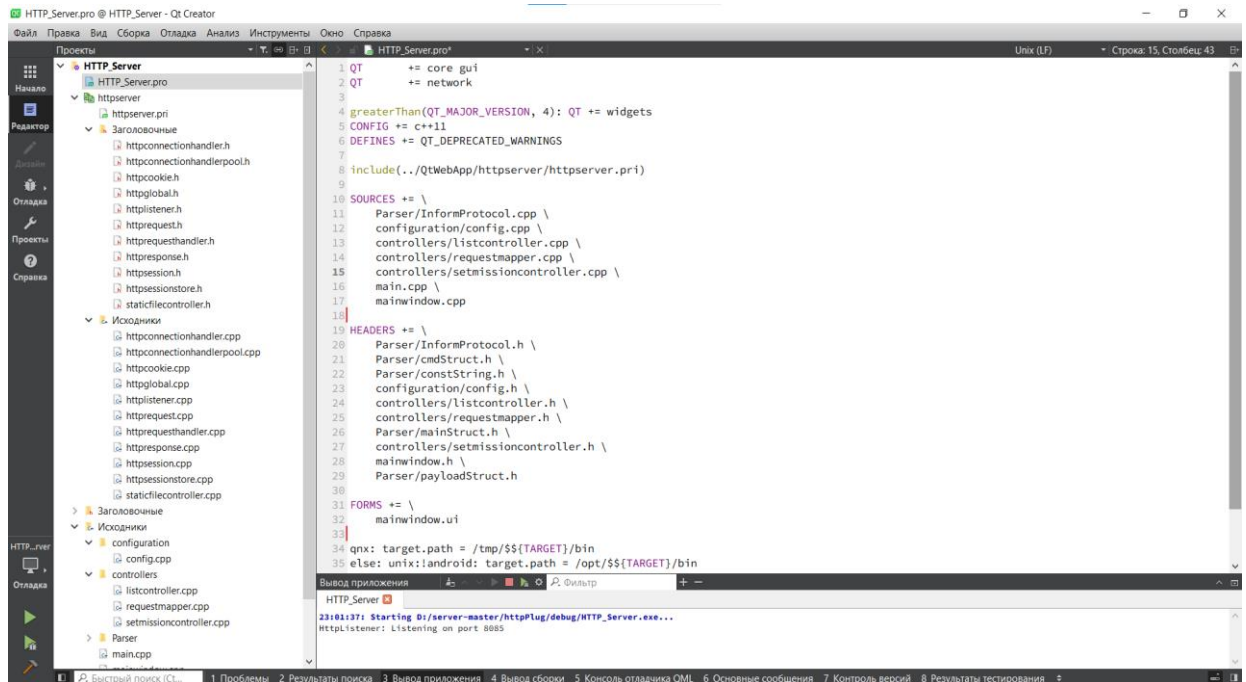 HTTP_Server.pro @ HTTP_Server - Qt Creator
Файл Правка Вид Сборка Отладка Анализ Инструменты Окно Справка
Проекты
HTTP_Server.pro*
Unix (LF)
Строка: 15, Столбец: 43
Начало
Редактор
Дизайн
Отладка
Проекты
Справка
HTTP...rver
Отладка
HTTP_Server
HTTP_Server.pro
httpserver
httpserver.pri
Заголовочные
httpconnectionhandler.h
httpconnectionhandlerpool.h
httpcookie.h
httpglobal.h
httplistener.h
httprequest.h
httprequesthandler.h
httpresponse.h
httpsession.h
httpsessionstore.h
staticfilecontroller.h
Исходники
httpconnectionhandler.cpp
httpconnectionhandlerpool.cpp
httpcookie.cpp
httpglobal.cpp
httplistener.cpp
httprequest.cpp
httprequesthandler.cpp
httpresponse.cpp
httpsession.cpp
httpsessionstore.cpp
staticfilecontroller.cpp
Заголовочные
Исходники
configuration
config.cpp
controllers
listcontroller.cpp
requestmapper.cpp
setmissioncontroller.cpp
Parser
main.cpp
1 QT += core gui
2 QT += network
3
4 greaterThan(QT_MAJOR_VERSION, 4): QT += widgets
5 CONFIG += c++11
6 DEFINES += QT_DEPRECATED_WARNINGS
7
8 include(../QtWebApp/httpserver/httpserver.pri)
9
10 SOURCES += \
11 Parser/InformProtocol.cpp \
12 configuration/config.cpp \
13 controllers/listcontroller.cpp \
14 controllers/requestmapper.cpp \
15 controllers/setmissioncontroller.cpp \
16 main.cpp \
17 mainwindow.cpp
18
19 HEADERS += \
20 Parser/InformProtocol.h \
21 Parser/cmdStruct.h \
22 Parser/constString.h \
23 configuration/config.h \
24 controllers/listcontroller.h \
25 controllers/requestmapper.h \
26 Parser/mainStruct.h \
27 controllers/setmissioncontroller.h \
28 mainwindow.h \
29 Parser/payloadStruct.h
30
31 FORMS += \
32 mainwindow.ui
33
34 qnx: target.path = /tmp/$${TARGET}/bin
35 else: unix:!android: target.path = /opt/$${TARGET}/bin
Вывод приложения
Фильтр
HTTP_Server
23:01:37: Starting D:/server-master/httpPlug/debug/HTTP_Server.exe...
HttpListener: Listening on port 8085
Быстрый поиск (Ct... 1 Проблемы 2 Результаты поиска 3 Вывод приложения 4 Вывод сборки 5 Консоль отладчика QML 6 Основные сообщения 7 Контроль версий 8 Результаты тестирования